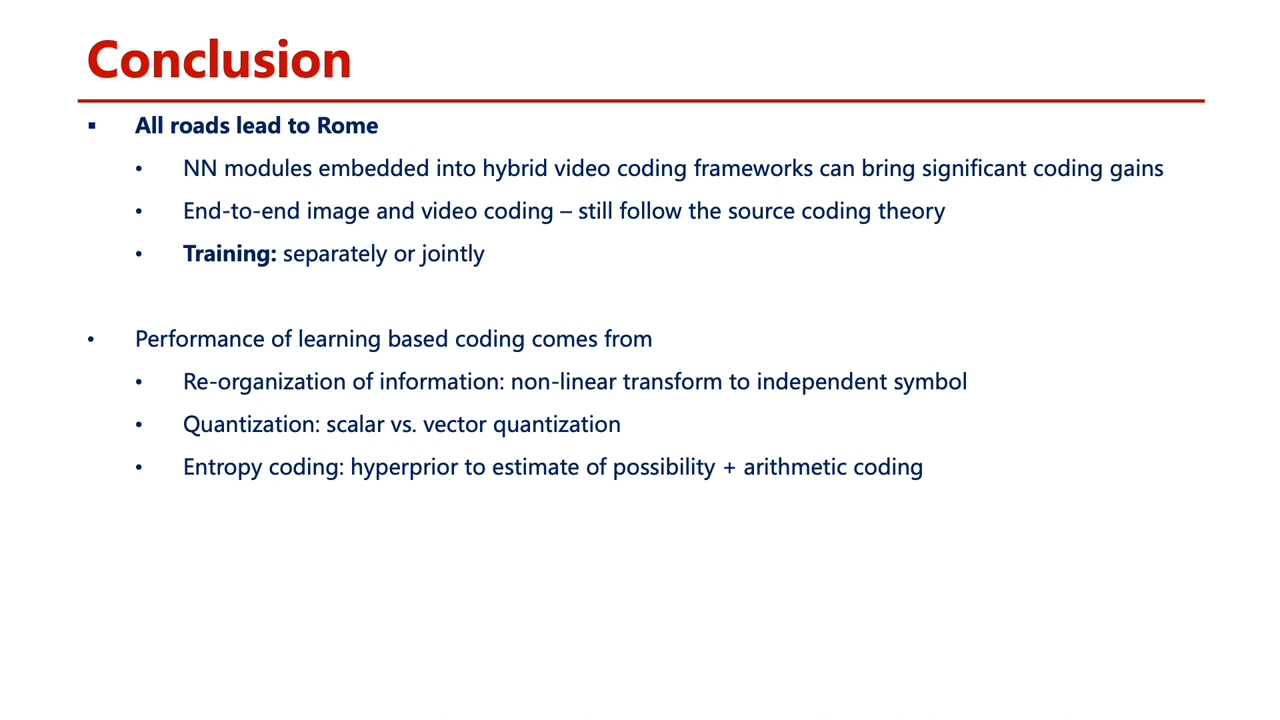 Conclusion
▪ All roads lead to Rome
• NN modules embedded into hybrid video coding frameworks can bring significant coding gains
• End-to-end image and video coding – still follow the source coding theory
• Training: separately or jointly
• Performance of learning based coding comes from
• Re-organization of information: non-linear transform to independent symbol
• Quantization: scalar vs. vector quantization
• Entropy coding: hyperprior to estimate of possibility + arithmetic coding